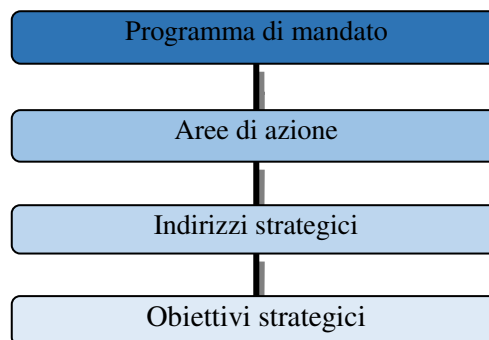 Programma di mandato
Aree di azione
Indirizzi strategici
Obiettivi strategici